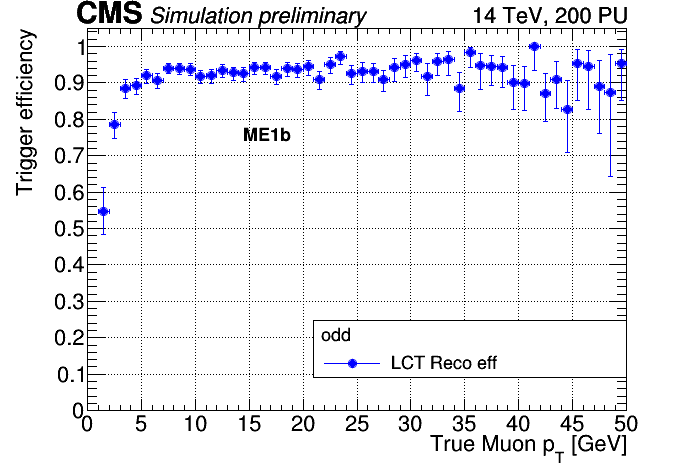 CMS Simulation preliminary 14 TeV, 200 PU
Trigger efficiency
1
0.9
0.8
0.7
0.6
0.5
0.4
0.3
0.2
0.1
0
ME1b
odd
LCT Reco eff
0 5 10 15 20 25 30 35 40 45 50
True Muon p_T [GeV]